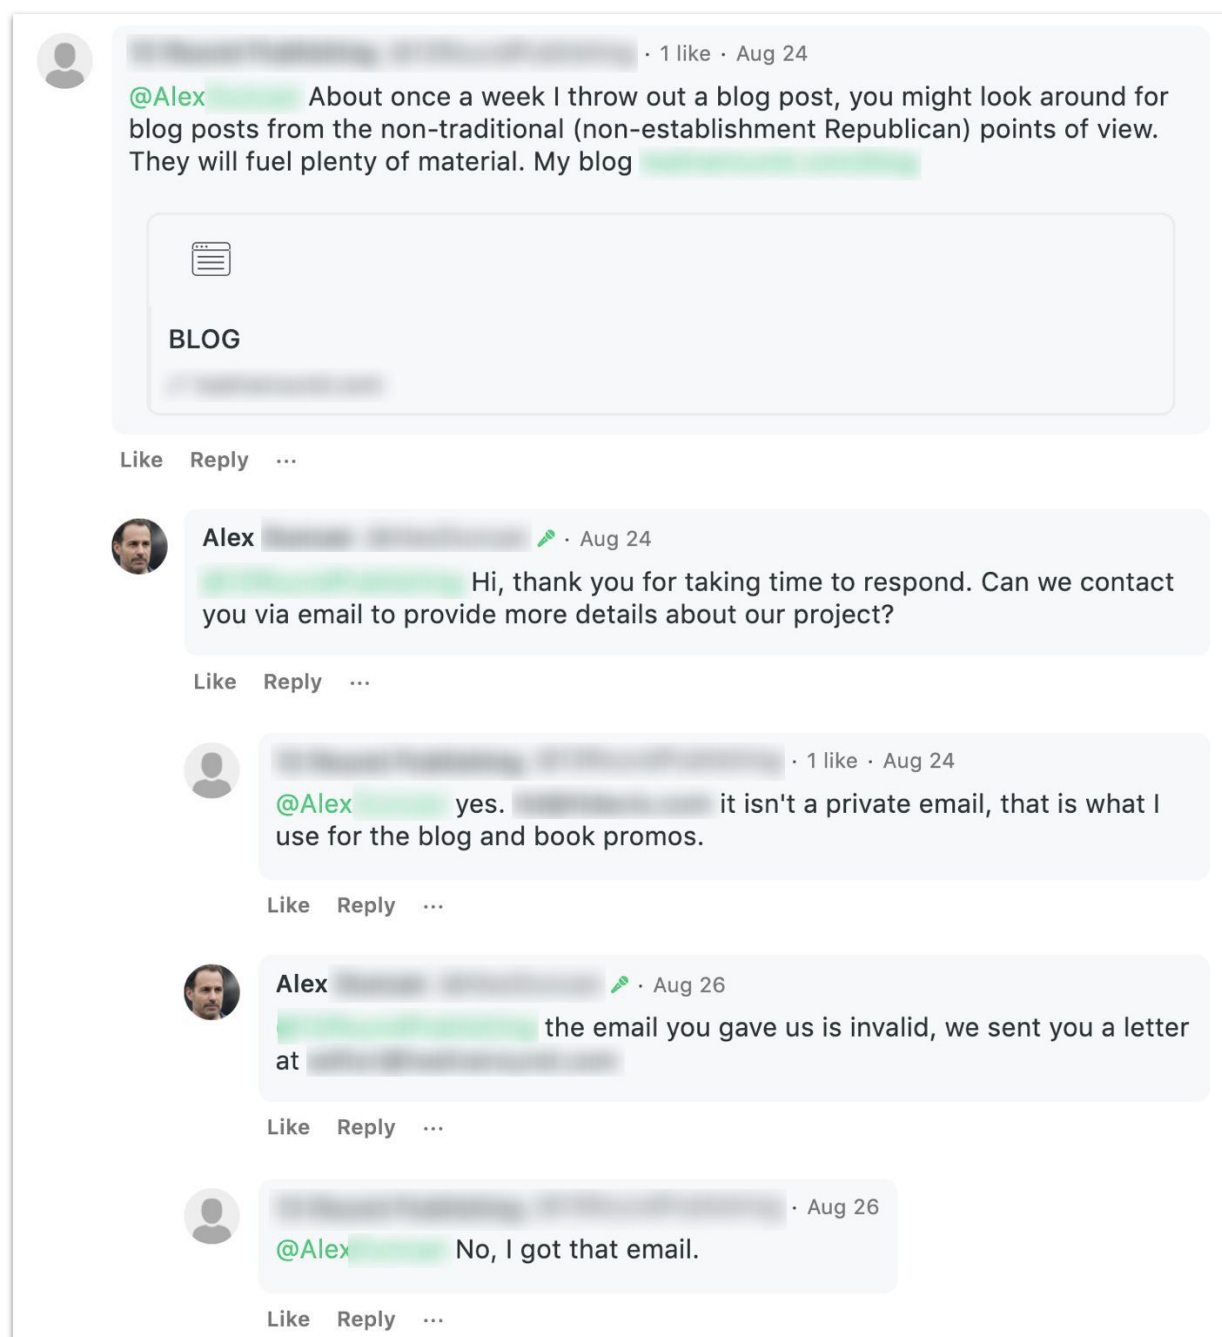 · 1 like · Aug 24
@Alex About once a week I throw out a blog post, you might look around for
blog posts from the non-traditional (non-establishment Republican) points of view.
They will fuel plenty of material. My blog
BLOG
Like Reply ...
Alex · Aug 24
Hi, thank you for taking time to respond. Can we contact
you via email to provide more details about our project?
Like Reply ...
· 1 like · Aug 24
@Alex yes. it isn't a private email, that is what I
use for the blog and book promos.
Like Reply ...
Alex · Aug 26
the email you gave us is invalid, we sent you a letter
at
Like Reply ...
· Aug 26
@Alex No, I got that email.
Like Reply ...